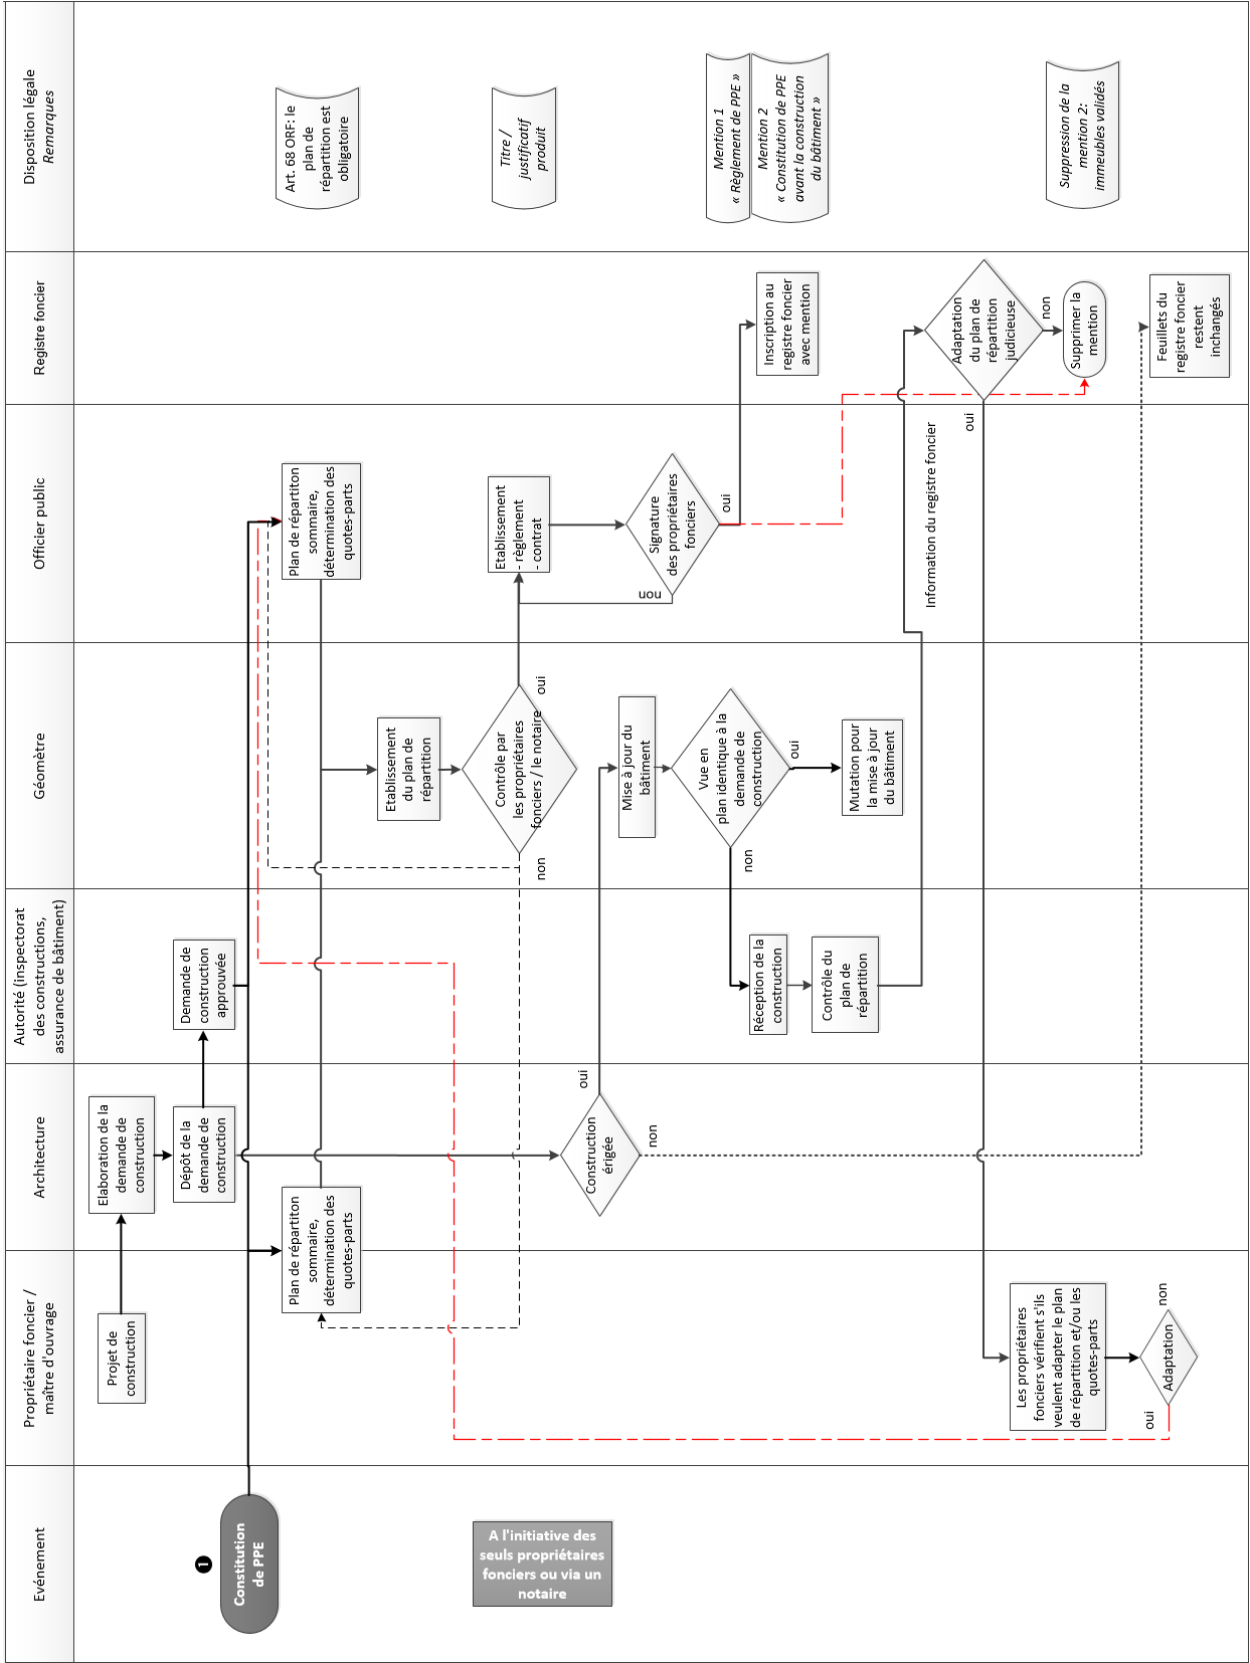 Evénement
Propriétaire foncier /
maître d'ouvrage
Architecture
Autorité (inspectorat
des constructions,
assurance de bâtiment)
Géomètre
Officier public
Registre foncier
Disposition légale
Remarques
❶
Constitution
de PPE
A l'initiative des
seuls propriétaires
fonciers ou via un
notaire
Projet de
construction
Elaboration de la
demande de
construction
Dépôt de la
demande de
construction
Demande de
construction
approuvée
Plan de répartiton
sommaire,
détermination des
quotes-parts
Plan de répartiton
sommaire,
détermination des
quotes-parts
Art. 68 ORF: le
plan de
répartition est
obligatoire
Etablissement
du plan de
répartition
Contrôle par
les propriétaires
fonciers / le notaire
oui
non
Etablissement
- règlement
- contrat
Titre /
justificatif
produit
Signature
des propriétaires
fonciers
non
oui
Inscription au
registre foncier
avec mention
Mention 1
« Règlement de PPE »
Mention 2
« Constitution de PPE
avant la construction
du bâtiment »
Construction
érigée
oui
non
Mise à jour du
bâtiment
Vue en
plan identique à la
demande de
construction
oui
non
Mutation pour
la mise à jour
du bâtiment
Réception de la
construction
Contrôle du
plan de
répartition
Information du registre foncier
Adaptation
du plan de
répartition
judicieuse
oui
non
Supprimer la
mention
Suppression de la
mention 2:
immeubles validés
Feuillets du
registre foncier
restent
inchangés
Les propriétaires
fonciers vérifient s'ils
veulent adapter le plan
de répartition et/ou les
quotes-parts
Adaptation
oui
non